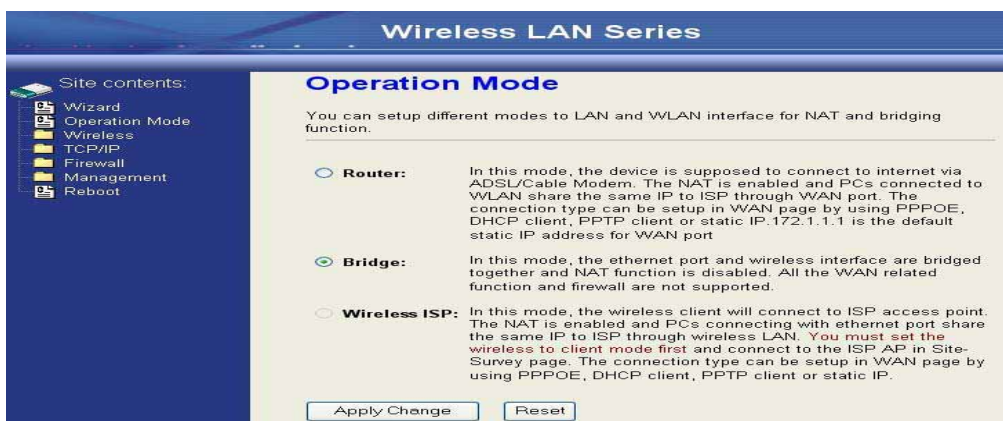 Wireless LAN Series
Site contents:
Wizard
Operation Mode
Wireless
TCP/IP
Firewall
Management
Reboot
Operation Mode
You can setup different modes to LAN and WLAN interface for NAT and bridging
function.
Router:
In this mode, the device is supposed to connect to internet via
ADSL/Cable Modem. The NAT is enabled and PCs connected to
WLAN share the same IP to ISP through WAN port. The
connection type can be setup in WAN page by using PPPOE,
DHCP client, PPTP client or static IP.172.1.1.1 is the default
static IP address for WAN port
Bridge:
In this mode, the ethernet port and wireless interface are bridged
together and NAT function is disabled. All the WAN related
function and firewall are not supported.
Wireless ISP:
In this mode, the wireless client will connect to ISP access point.
The NAT is enabled and PCs connecting with ethernet port share
the same IP to ISP through wireless LAN. You must set the
wireless to client mode first and connect to the ISP AP in Site-
Survey page. The connection type can be setup in WAN page by
using PPPOE, DHCP client, PPTP client or static IP.
Apply Change
Reset